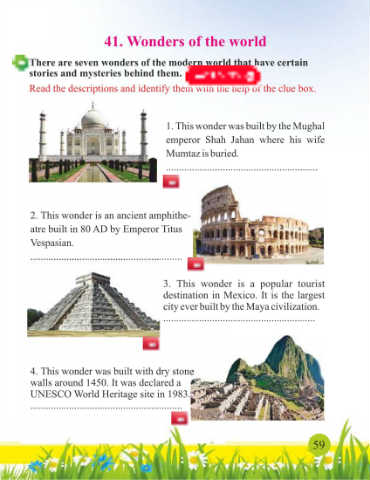 41. Wonders of the world
There are seven wonders of the modern world that have certain
stories and mysteries behind them.
Read the descriptions and identify them with the help of the clue box.
1. This wonder was built by the Mughal
emperor Shah Jahan where his wife
Mumtaz is buried.
2. This wonder is an ancient amphithe-
atre built in 80 AD by Emperor Titus
Vespasian.
3. This wonder is a popular tourist
destination in Mexico. It is the largest
city ever built by the Maya civilization.
4. This wonder was built with dry stone
walls around 1450. It was declared a
UNESCO World Heritage site in 1983.
59